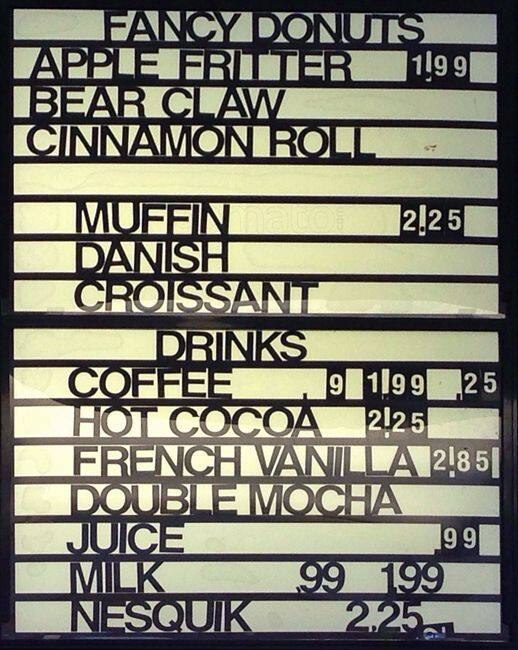 FANCY DONUTS
APPLE FRITTER 1.99
BEAR CLAW
CINNAMON ROLL
MUFFIN 2.25
DANISH
CROISSANT
DRINKS
COFFEE . 9 1.99 .25
HOT COCOA 2.25
FRENCH VANILLA 2.85
DOUBLE MOCHA
JUICE .99
MILK .99 1.99
NESQUIK 2.25